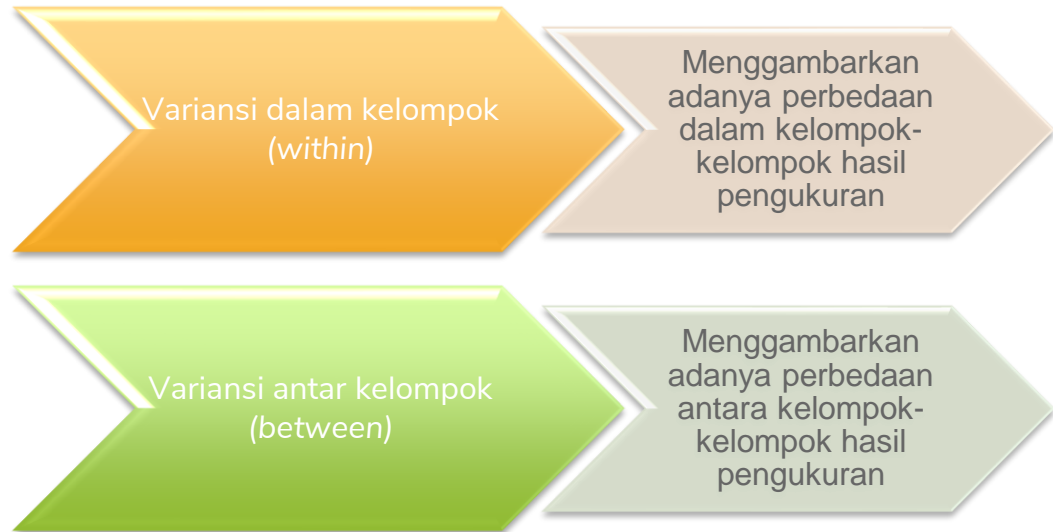 Variansi dalam kelompok
(within)
Menggambarkan
adanya perbedaan
dalam kelompok-
kelompok hasil
pengukuran
Variansi antar kelompok
(between)
Menggambarkan
adanya perbedaan
antara kelompok-
kelompok hasil
pengukuran